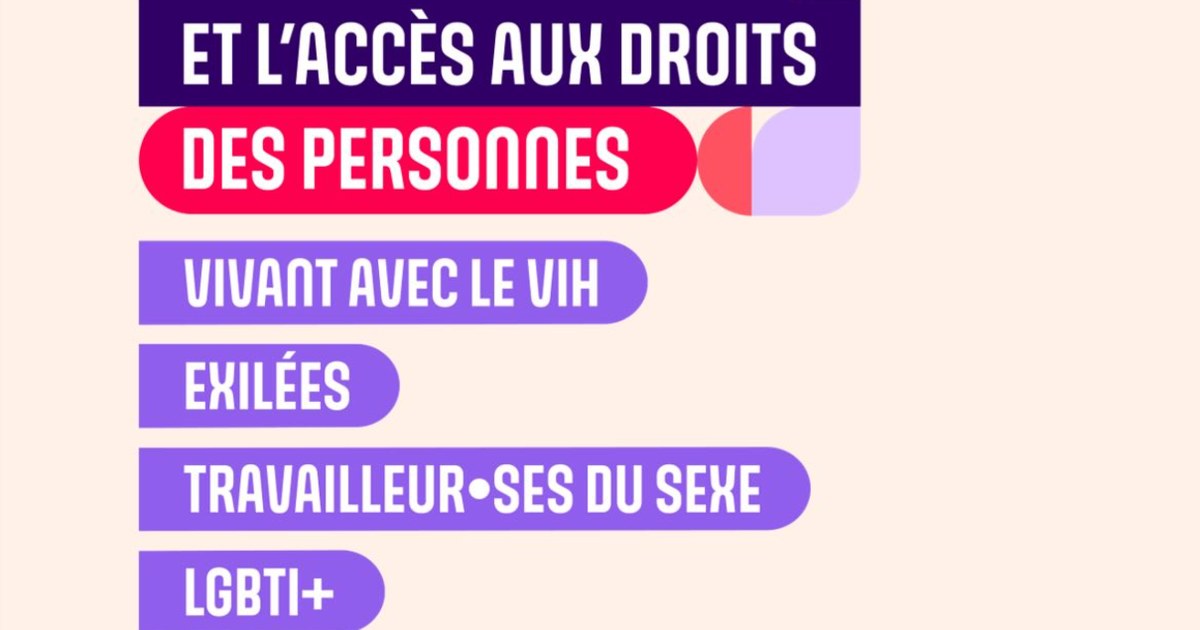 ET L'ACCÈS AUX DROITS
DES PERSONNES
VIVANT AVEC LE VIH
EXILÉES
TRAVAILLEUR•SES DU SEXE
LGBTI+